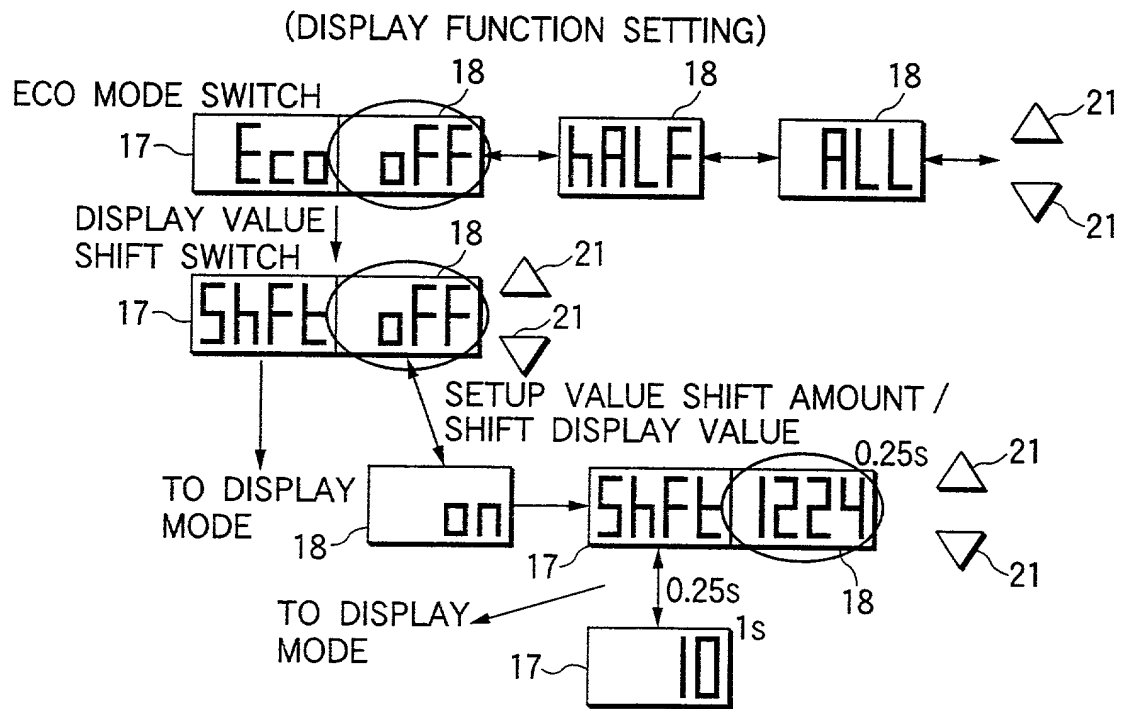 (DISPLAY FUNCTION SETTING)
18 18 18
ECO MODE SWITCH
17 Eco oFF hALF ALL 21
21
DISPLAY VALUE
SHIFT SWITCH 18
17 ShFt oFF 21
21
SETUP VALUE SHIFT AMOUNT /
SHIFT DISPLAY VALUE
TO DISPLAY
MODE
18 on
17 ShFt 1224 0.25s 21
18 21
0.25s
TO DISPLAY
MODE
17 10 1s